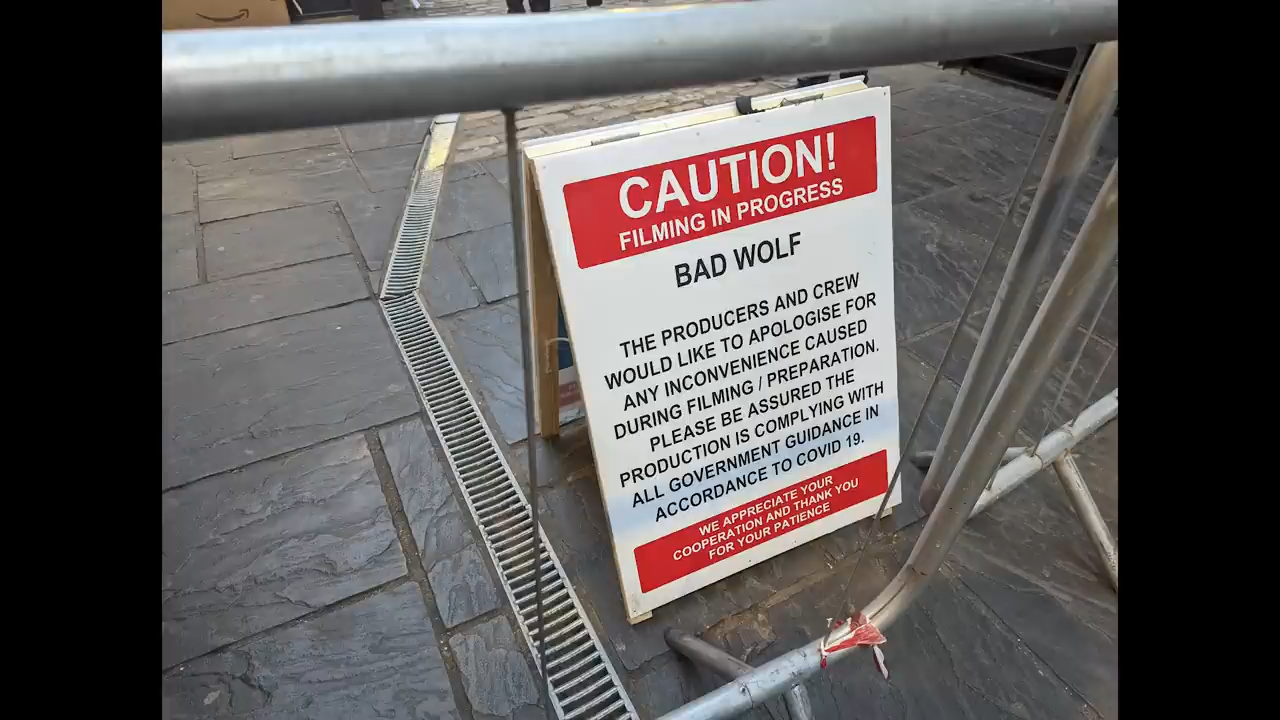 CAUTION!
FILMING IN PROGRESS
BAD WOLF
THE PRODUCERS AND CREW
WOULD LIKE TO APOLOGISE FOR
ANY INCONVENIENCE CAUSED
DURING FILMING / PREPARATION.
PLEASE BE ASSURED THE
PRODUCTION IS COMPLYING WITH
ALL GOVERNMENT GUIDANCE IN
ACCORDANCE TO COVID 19.
WE APPRECIATE YOUR
COOPERATION AND THANK YOU
FOR YOUR PATIENCE